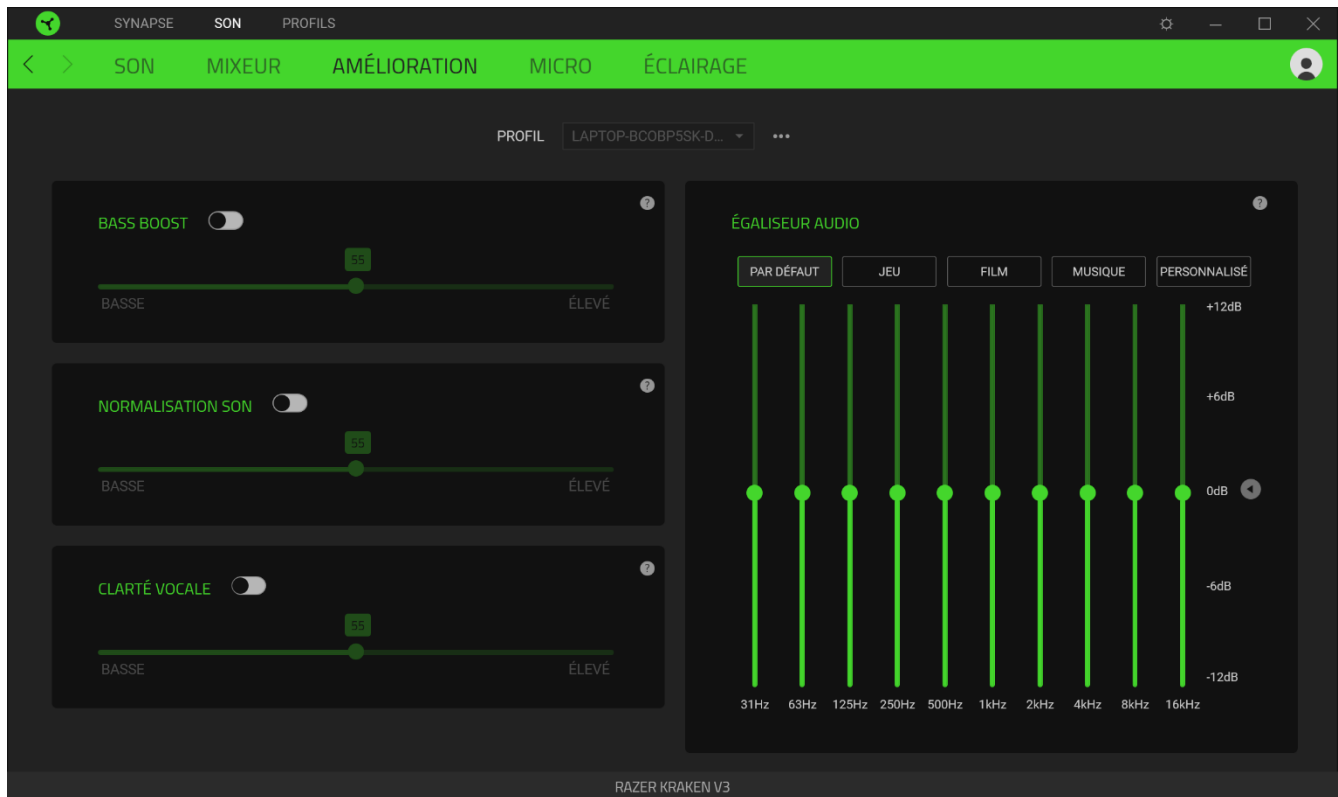 SYNAPSE SON PROFILS
SON MIXEUR AMÉLIORATION MICRO ÉCLAIRAGE
PROFIL LAPTOP-BCOBP5SK-D... •••
BASS BOOST ?
55
BASSE ÉLEVÉ
NORMALISATION SON ?
55
BASSE ÉLEVÉ
CLARTÉ VOCALE ?
55
BASSE ÉLEVÉ
ÉGALISEUR AUDIO ?
PAR DÉFAUT JEU FILM MUSIQUE PERSONNALISÉ
+12dB
+6dB
0dB
-6dB
-12dB
31Hz 63Hz 125Hz 250Hz 500Hz 1kHz 2kHz 4kHz 8kHz 16kHz
RAZER KRAKEN V3